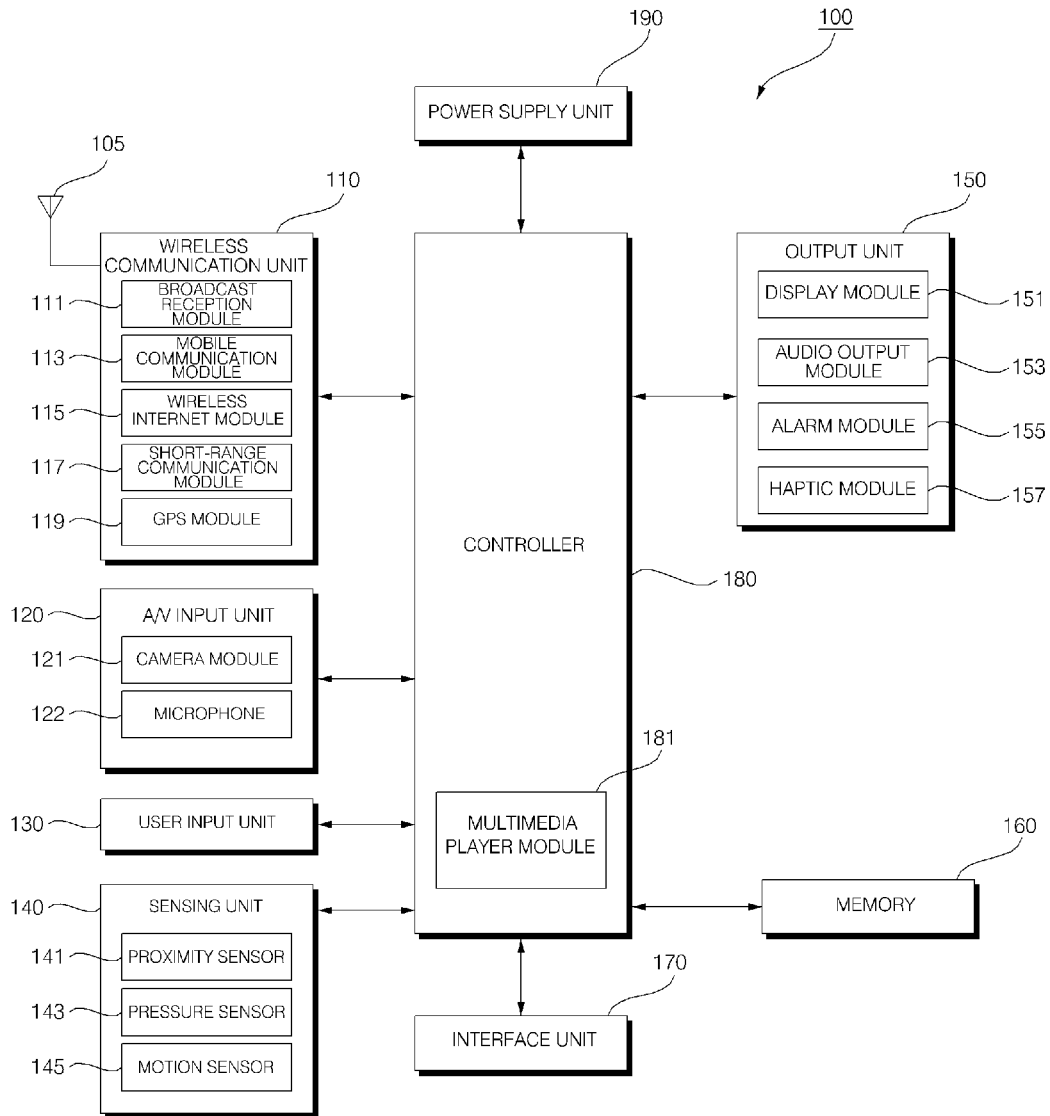 100
190
POWER SUPPLY UNIT
105
110
WIRELESS
COMMUNICATION UNIT
111
BROADCAST
RECEPTION
MODULE
113
MOBILE
COMMUNICATION
MODULE
115
WIRELESS
INTERNET MODULE
117
SHORT-RANGE
COMMUNICATION
MODULE
119
GPS MODULE
120
A/V INPUT UNIT
121
CAMERA MODULE
122
MICROPHONE
130
USER INPUT UNIT
140
SENSING UNIT
141
PROXIMITY SENSOR
143
PRESSURE SENSOR
145
MOTION SENSOR
CONTROLLER
180
181
MULTIMEDIA
PLAYER MODULE
150
OUTPUT UNIT
DISPLAY MODULE
151
AUDIO OUTPUT
MODULE
153
ALARM MODULE
155
HAPTIC MODULE
157
160
MEMORY
170
INTERFACE UNIT